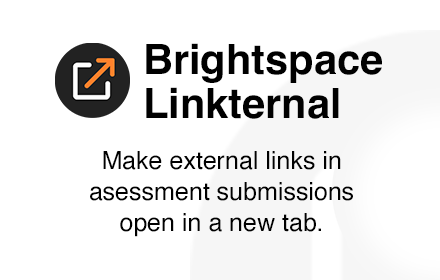 Brightspace
Linkternal
Make external links in
asessment submissions
open in a new tab.